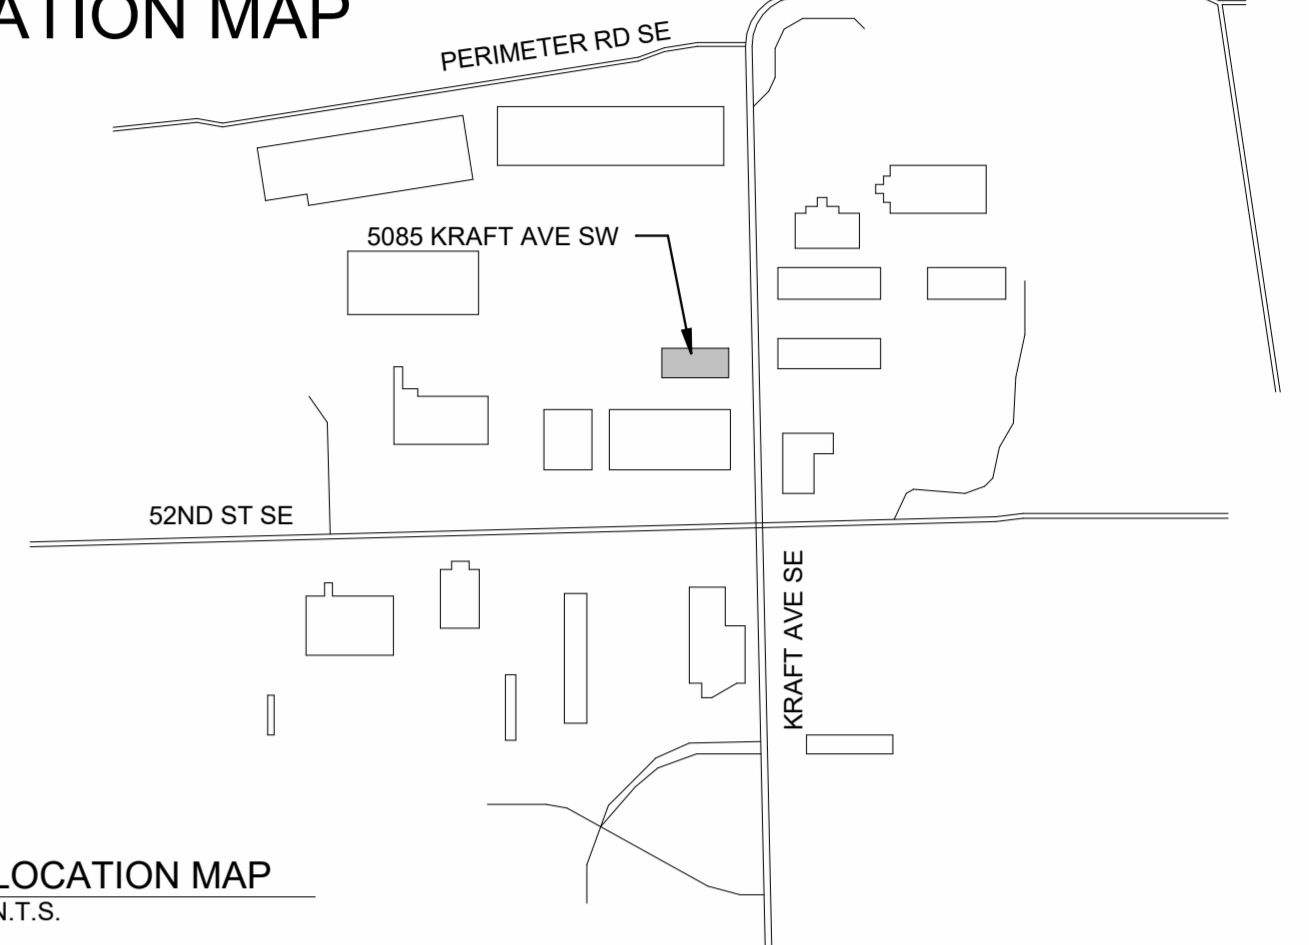 ATION MAP
PERIMETER RD SE
5085 KRAFT AVE SW
52ND ST SE
KRAFT AVE SE
LOCATION MAP
N.T.S.